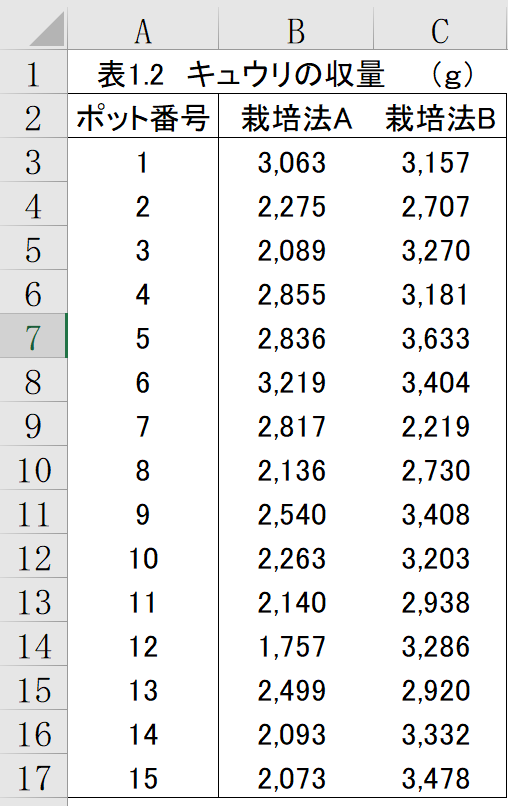 A B C
1 表1.2 キュウリの収量 (g)
2 ポット番号 栽培法A 栽培法B
3 1 3,063 3,157
4 2 2,275 2,707
5 3 2,089 3,270
6 4 2,855 3,181
7 5 2,836 3,633
8 6 3,219 3,404
9 7 2,817 2,219
10 8 2,136 2,730
11 9 2,540 3,408
12 10 2,263 3,203
13 11 2,140 2,938
14 12 1,757 3,286
15 13 2,499 2,920
16 14 2,093 3,332
17 15 2,073 3,478